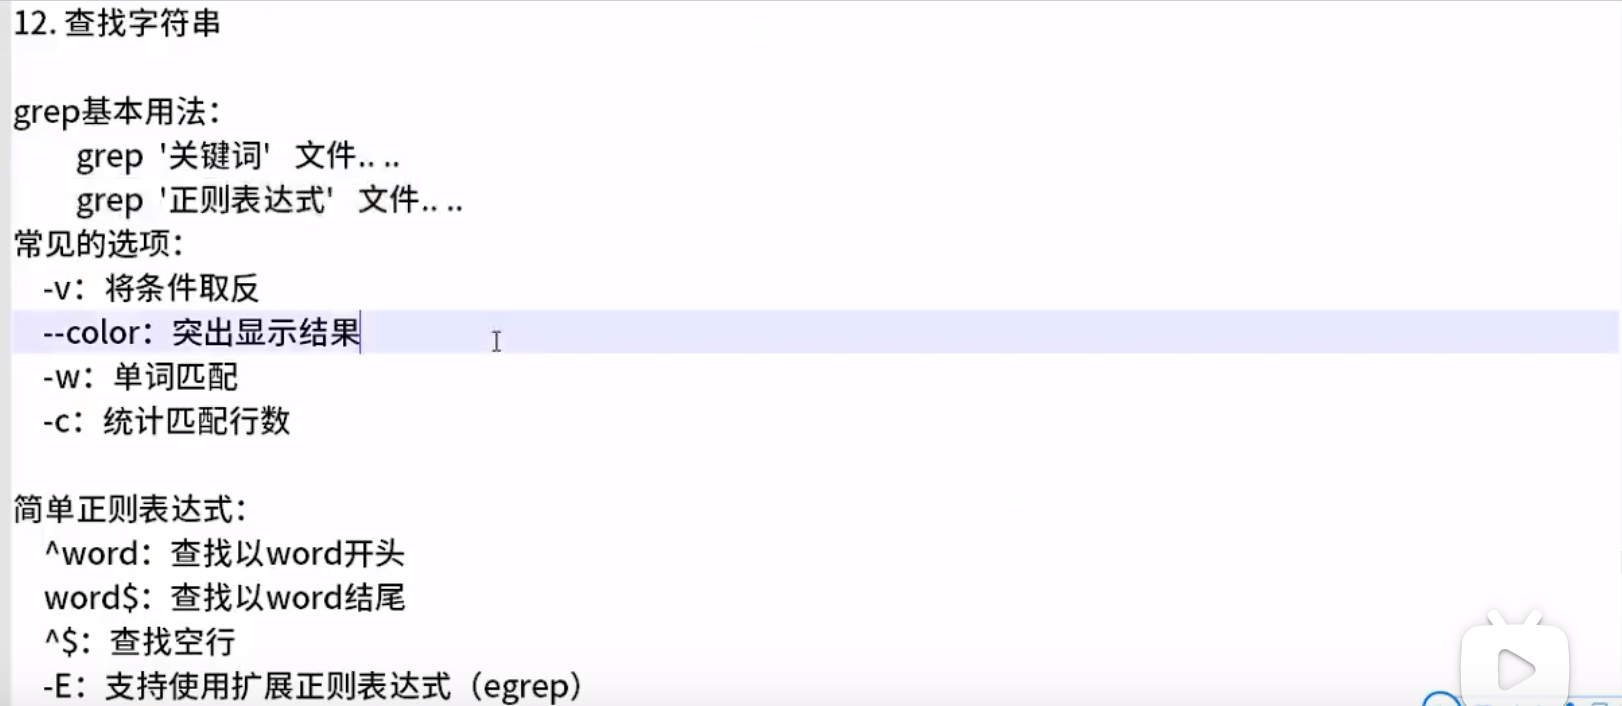 12. 查找字符串
grep基本用法：
grep '关键词' 文件.. ..
grep '正则表达式' 文件.. ..
常见的选项：
-v：将条件取反
--color：突出显示结果
-w：单词匹配
-c：统计匹配行数
简单正则表达式：
^word：查找以word开头
word$：查找以word结尾
^$：查找空行
-E：支持使用扩展正则表达式（egrep）